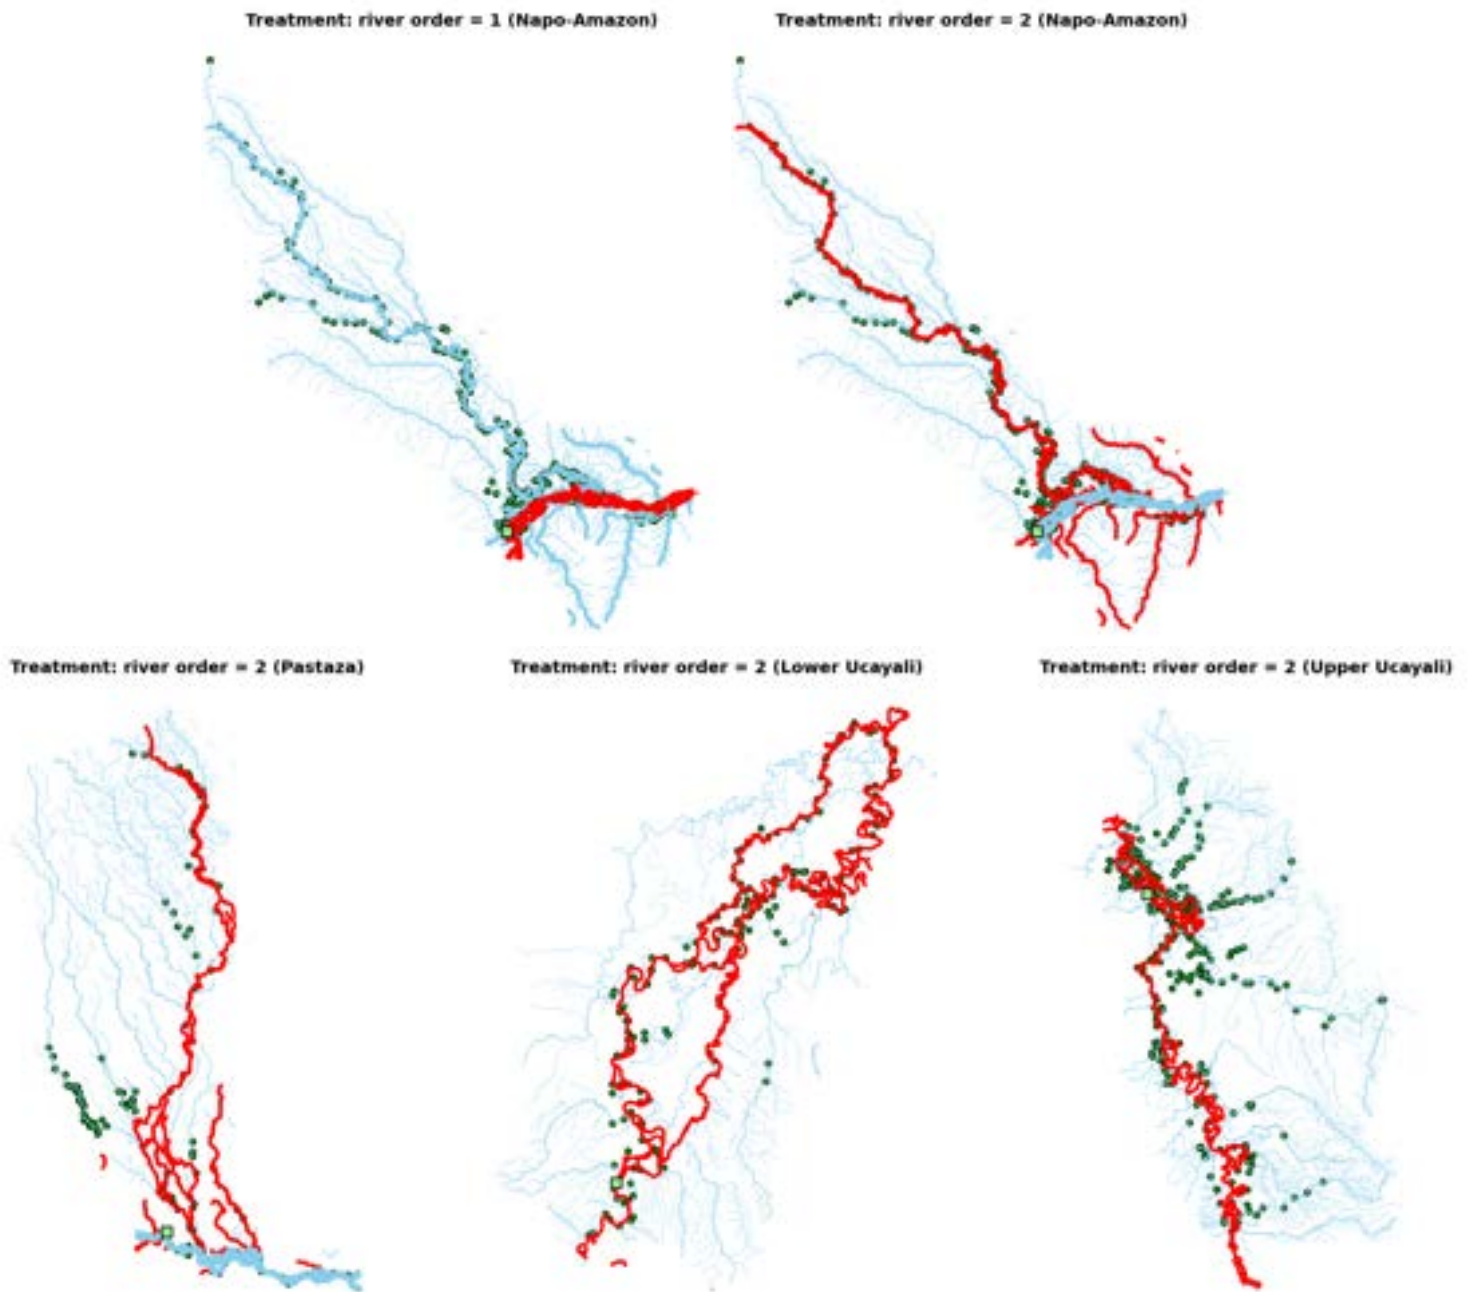 Treatment: river order = 1 (Napo-Amazon)
Treatment: river order = 2 (Napo-Amazon)
Treatment: river order = 2 (Pastaza)
Treatment: river order = 2 (Lower Ucayali)
Treatment: river order = 2 (Upper Ucayali)